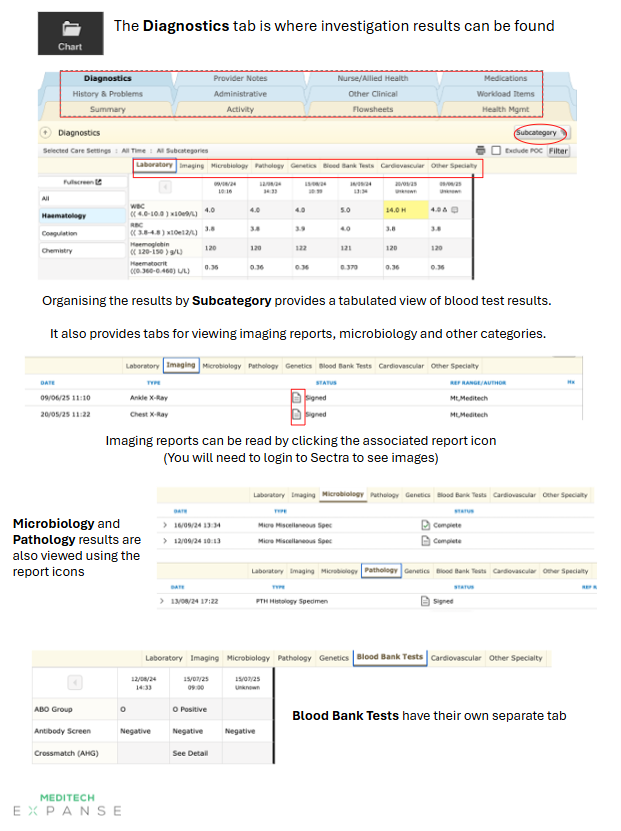 Chart
The Diagnostics tab is where investigation results can be found
Diagnostics Provider Notes Nurse/Allied Health Medications
History & Problems Administrative Other Clinical Workload Items
Summary Activity Flowsheets Health Mgmt
Diagnostics Subcategory
Selected Care Settings : All Time : All Subcategories Exclude POC Filter
Laboratory Imaging Microbiology Pathology Genetics Blood Bank Tests Cardiovascular Other Specialty
Fullscreen
All
Haematology
Coagulation
Chemistry
09/08/24 12/08/24 15/08/24 16/09/24 20/05/25 09/06/25
10:16 14:33 10:59 13:34 Unknown Unknown
WBC
(( 4.0-10.0 ) x10e9/L) 4.0 4.0 4.0 5.0 14.0 H 4.0 Δ
RBC
(( 3.8-4.8 ) x10e12/L) 3.8 3.8 3.9 4.0 3.8 3.8
Haemoglobin
(( 120-150 ) g/L) 120 120 122 121 120 120
Haematocrit
((0.360-0.460) L/L) 0.36 0.36 0.36 0.370 0.36 0.36
Organising the results by Subcategory provides a tabulated view of blood test results.
It also provides tabs for viewing imaging reports, microbiology and other categories.
Laboratory Imaging Microbiology Pathology Genetics Blood Bank Tests Cardiovascular Other Specialty
DATE TYPE STATUS REF RANGE/AUTHOR
09/06/25 11:10 Ankle X-Ray Signed Mt,Meditech
20/05/25 11:22 Chest X-Ray Signed Mt,Meditech
Imaging reports can be read by clicking the associated report icon
(You will need to login to Sectra to see images)
Microbiology and
Pathology results are
also viewed using the
report icons
Laboratory Imaging Microbiology Pathology Genetics Blood Bank Tests Cardiovascular Other Specialty
DATE TYPE STATUS
16/09/24 13:34 Micro Miscellaneous Spec Complete
12/09/24 10:13 Micro Miscellaneous Spec Complete
Laboratory Imaging Microbiology Pathology Genetics Blood Bank Tests Cardiovascular Other Specialty
DATE TYPE STATUS REF R
13/08/24 17:22 PTH Histology Specimen Signed
Laboratory Imaging Microbiology Pathology Genetics Blood Bank Tests Cardiovascular Other Specialty
12/08/24 15/07/25 15/07/25
14:33 09:00 Unknown
ABO Group O O Positive
Antibody Screen Negative Negative Negative
Crossmatch (AHG) See Detail
Blood Bank Tests have their own separate tab
MEDITECH
EXPANSE